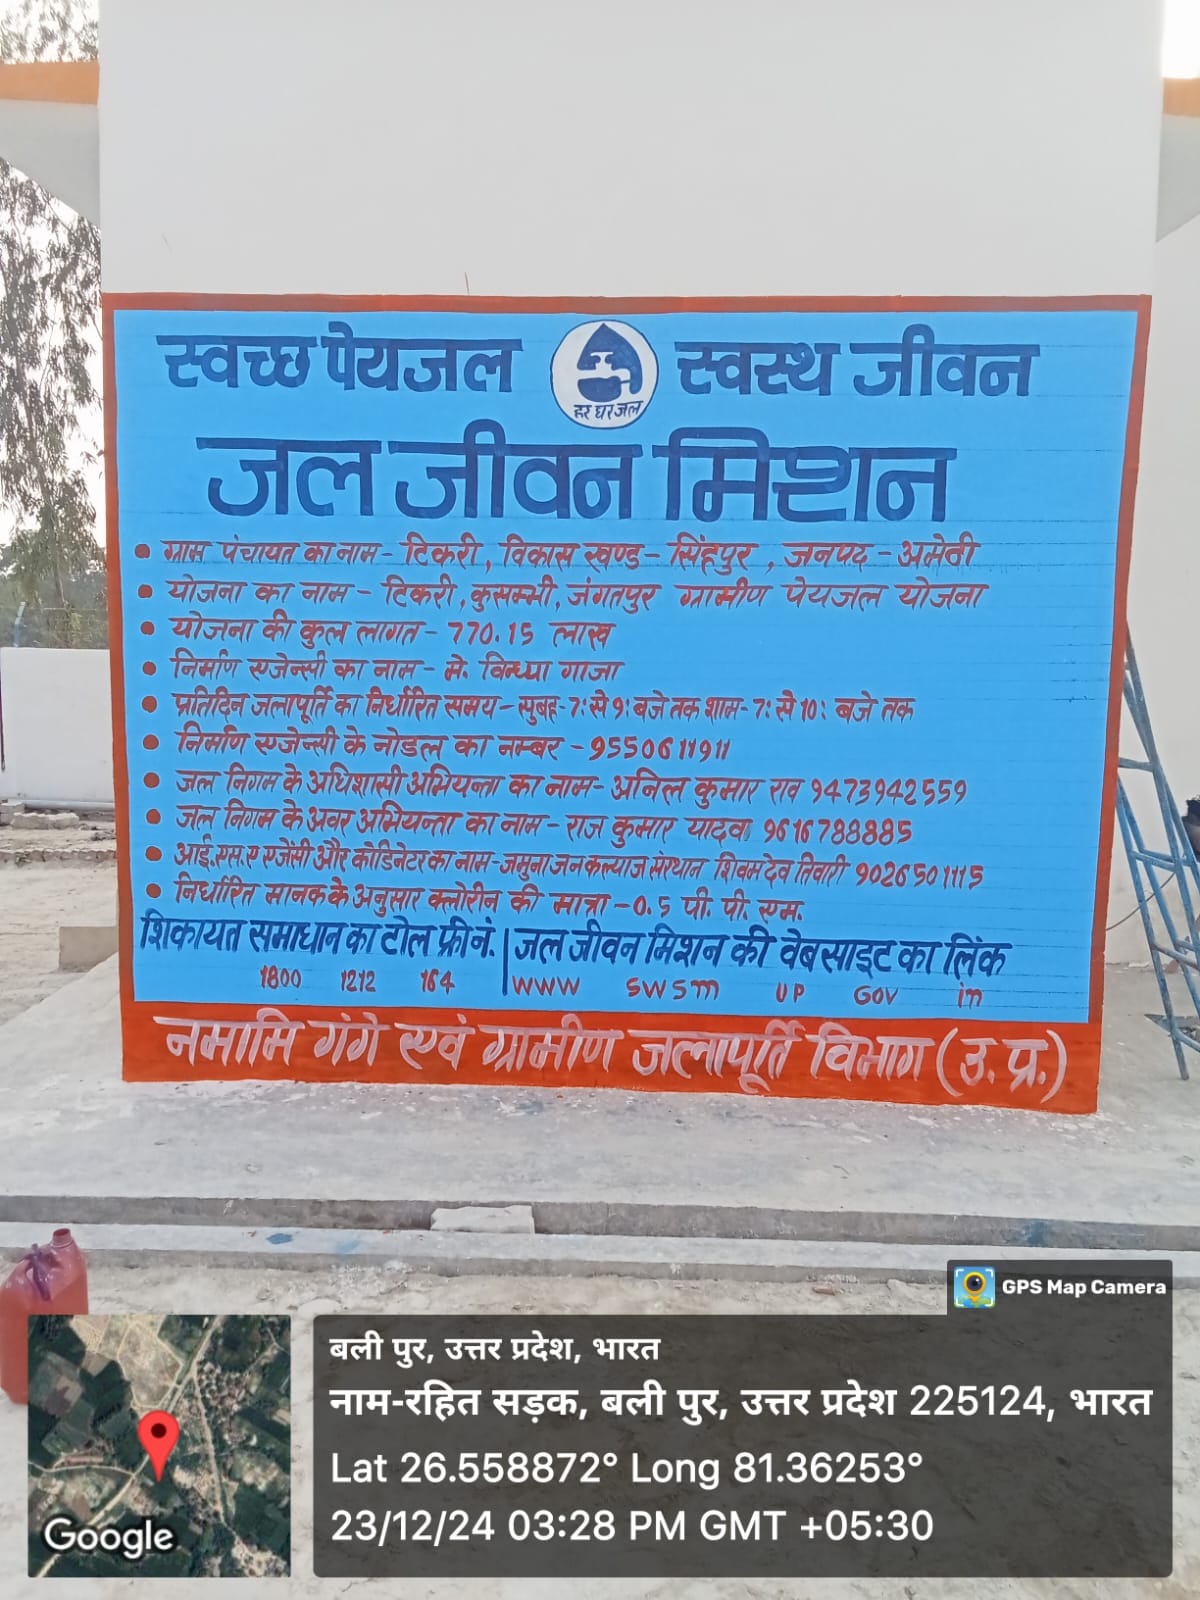 स्वच्छ पेयजल स्वस्थ जीवन
हर घर जल
जल जीवन मिशन
• ग्राम पंचायत का नाम - टिकरी, विकास खण्ड - सिंहपुर, जनपद - अमेठी
• योजना का नाम - टिकरी, कुसम्भी, जंगतपुर ग्रामीण पेयजल योजना
• योजना की कुल लागत - 770.15 लाख
• निर्माण एजेन्सी का नाम - मे. विन्ध्या गाजा
• प्रतिदिन जलापूर्ति का निर्धारित समय - सुबह - 7: से 9: बजे तक शाम - 7: से 10: बजे तक
• निर्माण एजेन्सी के नोडल का नम्बर - 9550611911
• जल निगम के अधिशासी अभियन्ता का नाम - अनिल कुमार राव 9473942559
• जल निगम के अवर अभियन्ता का नाम - राज कुमार यादव 9616788885
• आई.एस.ए एजेंसी और कोडिनेटर का नाम - जमुना जन कल्याज संस्थान शिवम देव तिवारी 9026501115
• निर्धारित मानक के अनुसार क्लोरीन की मात्रा - 0.5 पी. पी. एम.
शिकायत समाधान का टोल फ्री नं. | जल जीवन मिशन की वेबसाइट का लिंक
1800 1212 164 | WWW SWSM UP GOV in
नमामि गंगे एवं ग्रामीण जलापूर्ति विभाग (उ. प्र.)
GPS Map Camera
बली पुर, उत्तर प्रदेश, भारत
नाम-रहित सड़क, बली पुर, उत्तर प्रदेश 225124, भारत
Lat 26.558872° Long 81.36253°
23/12/24 03:28 PM GMT +05:30
Google